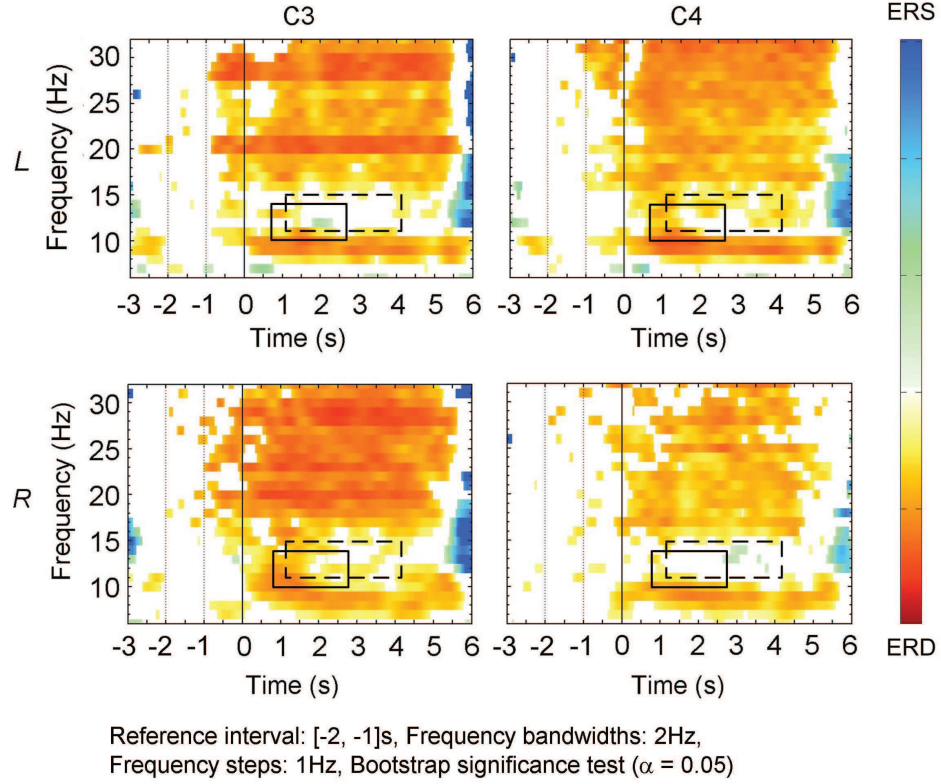 C3 C4 ERS
L
Frequency (Hz)
30
25
20
15
10
-3 -2 -1 0 1 2 3 4 5 6
Time (s)
30
25
20
15
10
-3 -2 -1 0 1 2 3 4 5 6
Time (s)
R
Frequency (Hz)
30
20
10
-3 -2 -1 0 1 2 3 4 5 6
Time (s)
30
20
10
-3 -2 -1 0 1 2 3 4 5 6
Time (s)
ERD
Reference interval: [-2, -1]s, Frequency bandwidths: 2Hz,
Frequency steps: 1Hz, Bootstrap significance test (α = 0.05)